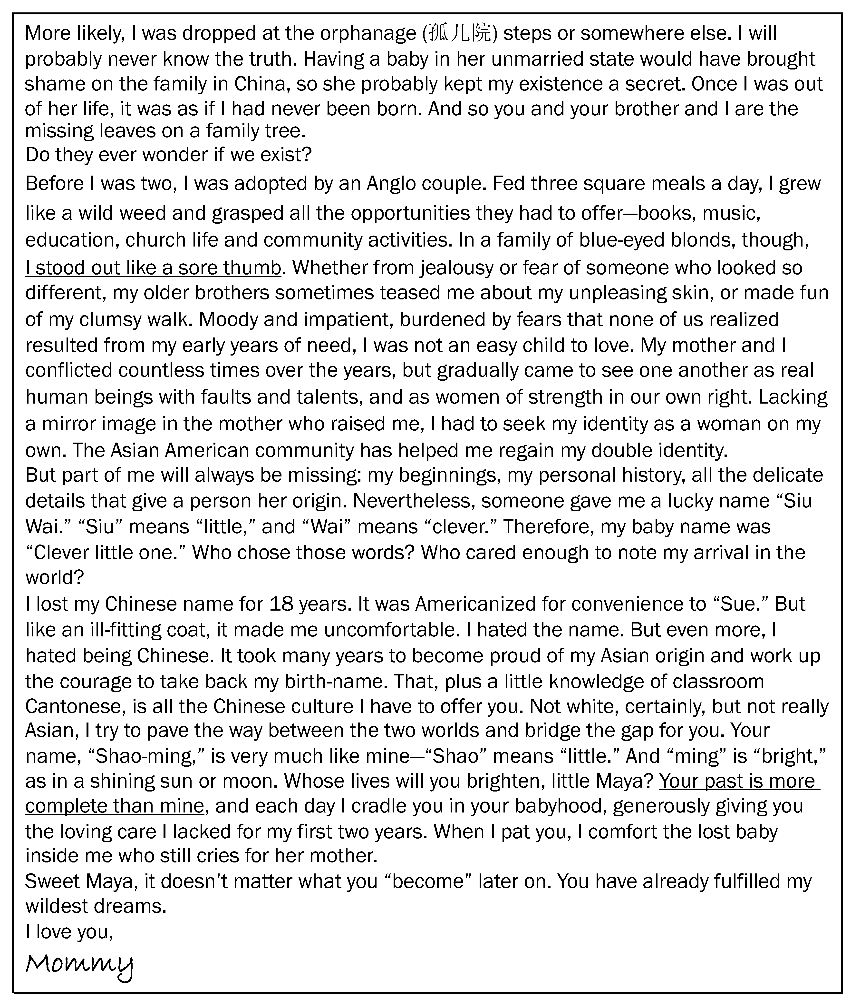 More likely, I was dropped at the orphanage (孤儿院) steps or somewhere else. I will
probably never know the truth. Having a baby in her unmarried state would have brought
shame on the family in China, so she probably kept my existence a secret. Once I was out
of her life, it was as if I had never been born. And so you and your brother and I are the
missing leaves on a family tree.
Do they ever wonder if we exist?
Before I was two, I was adopted by an Anglo couple. Fed three square meals a day, I grew
like a wild weed and grasped all the opportunities they had to offer—books, music,
education, church life and community activities. In a family of blue-eyed blonds, though,
I stood out like a sore thumb. Whether from jealousy or fear of someone who looked so
different, my older brothers sometimes teased me about my unpleasing skin, or made fun
of my clumsy walk. Moody and impatient, burdened by fears that none of us realized
resulted from my early years of need, I was not an easy child to love. My mother and I
conflicted countless times over the years, but gradually came to see one another as real
human beings with faults and talents, and as women of strength in our own right. Lacking
a mirror image in the mother who raised me, I had to seek my identity as a woman on my
own. The Asian American community has helped me regain my double identity.
But part of me will always be missing: my beginnings, my personal history, all the delicate
details that give a person her origin. Nevertheless, someone gave me a lucky name “Siu
Wai.” “Siu” means “little,” and “Wai” means “clever.” Therefore, my baby name was
“Clever little one.” Who chose those words? Who cared enough to note my arrival in the
world?
I lost my Chinese name for 18 years. It was Americanized for convenience to “Sue.” But
like an ill-fitting coat, it made me uncomfortable. I hated the name. But even more, I
hated being Chinese. It took many years to become proud of my Asian origin and work up
the courage to take back my birth-name. That, plus a little knowledge of classroom
Cantonese, is all the Chinese culture I have to offer you. Not white, certainly, but not really
Asian, I try to pave the way between the two worlds and bridge the gap for you. Your
name, “Shao-ming,” is very much like mine—“Shao” means “little.” And “ming” is “bright,”
as in a shining sun or moon. Whose lives will you brighten, little Maya? Your past is more
complete than mine, and each day I cradle you in your babyhood, generously giving you
the loving care I lacked for my first two years. When I pat you, I comfort the lost baby
inside me who still cries for her mother.
Sweet Maya, it doesn’t matter what you “become” later on. You have already fulfilled my
wildest dreams.
I love you,
Mommy